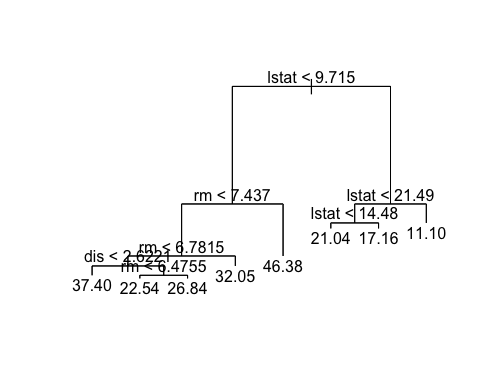 lstat < 9.715
rm < 7.437
lstat < 21.49
lstat < 14.48
rm < 6.7815
dis < 2.6221
rm < 6.4755
21.04
17.16
11.10
46.38
32.05
37.40
22.54
26.84